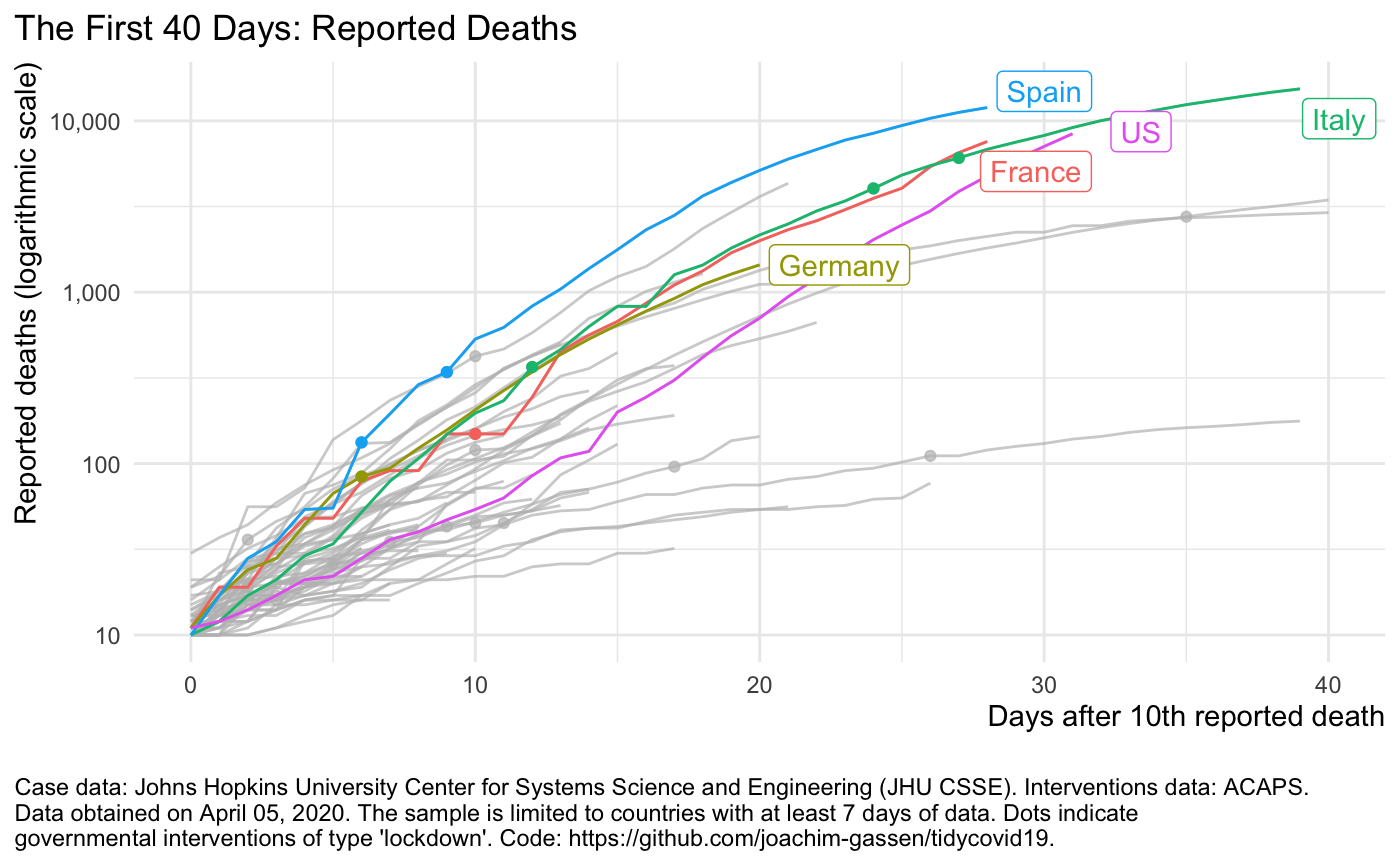 The First 40 Days: Reported Deaths
Reported deaths (logarithmic scale)
10,000
1,000
100
10
Spain
US
Italy
France
Germany
0
10
20
30
40
Days after 10th reported death
Case data: Johns Hopkins University Center for Systems Science and Engineering (JHU CSSE). Interventions data: ACAPS.
Data obtained on April 05, 2020. The sample is limited to countries with at least 7 days of data. Dots indicate
governmental interventions of type 'lockdown'. Code: https://github.com/joachim-gassen/tidycovid19.